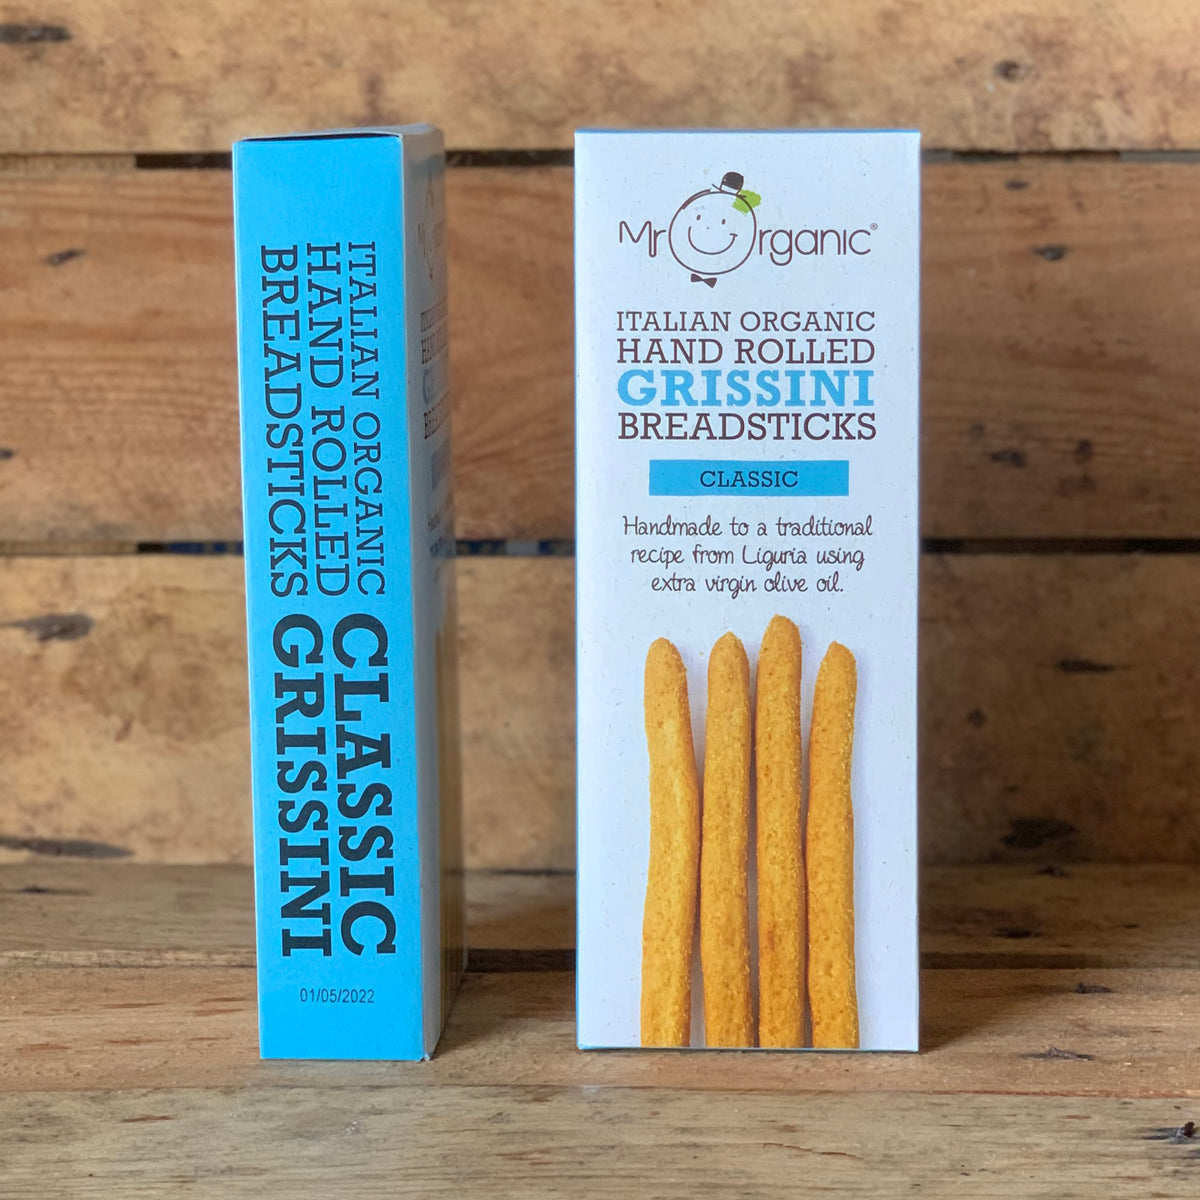 ITALIAN ORGANIC
HAND ROLLED
BREADSTICKS
CLASSIC
GRISSINI
01/05/2022
Mr Organic®
ITALIAN ORGANIC
HAND ROLLED
GRISSINI
BREADSTICKS
CLASSIC
Handmade to a traditional
recipe from Liguria using
extra virgin olive oil.